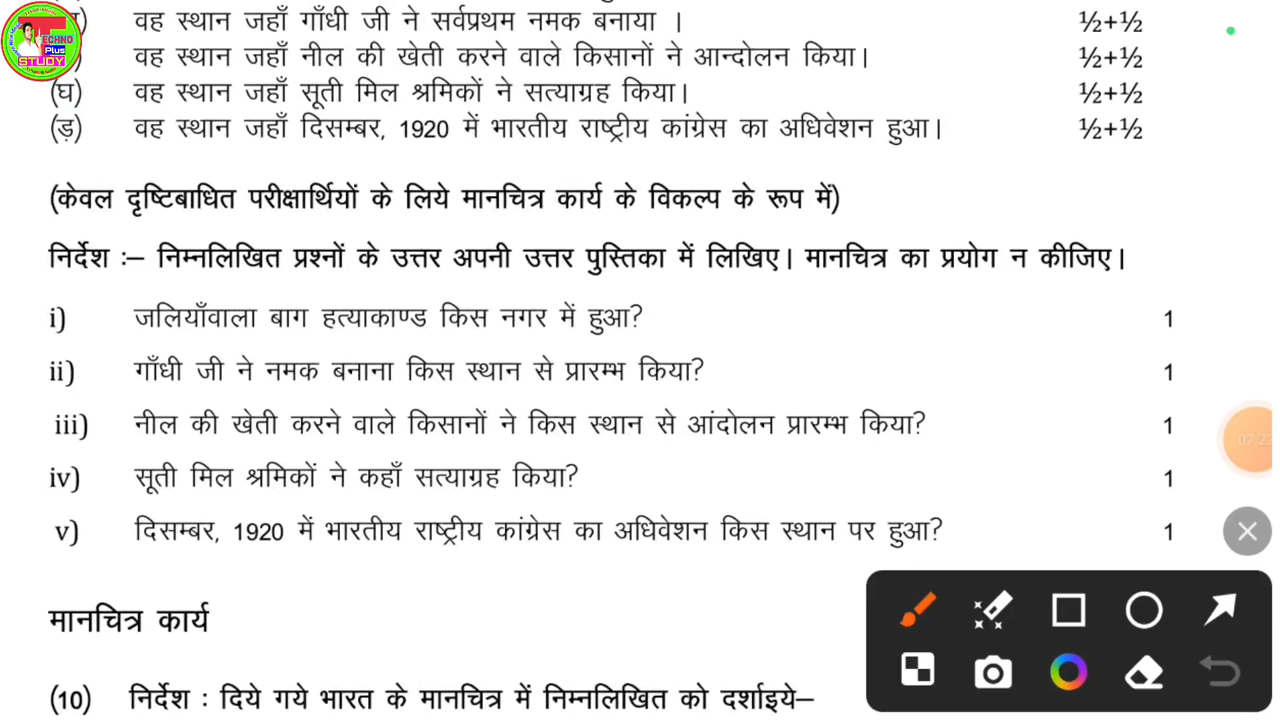 वह स्थान जहाँ गाँधी जी ने सर्वप्रथम नमक बनाया । ½+½
वह स्थान जहाँ नील की खेती करने वाले किसानों ने आन्दोलन किया। ½+½
(घ) वह स्थान जहाँ सूती मिल श्रमिकों ने सत्याग्रह किया। ½+½
(ड़) वह स्थान जहाँ दिसम्बर, 1920 में भारतीय राष्ट्रीय कांग्रेस का अधिवेशन हुआ। ½+½
(केवल दृष्टिबाधित परीक्षार्थियों के लिये मानचित्र कार्य के विकल्प के रूप में)
निर्देश :– निम्नलिखित प्रश्नों के उत्तर अपनी उत्तर पुस्तिका में लिखिए। मानचित्र का प्रयोग न कीजिए।
i) जलियाँवाला बाग हत्याकाण्ड किस नगर में हुआ? 1
ii) गाँधी जी ने नमक बनाना किस स्थान से प्रारम्भ किया? 1
iii) नील की खेती करने वाले किसानों ने किस स्थान से आंदोलन प्रारम्भ किया? 1
iv) सूती मिल श्रमिकों ने कहाँ सत्याग्रह किया? 1
v) दिसम्बर, 1920 में भारतीय राष्ट्रीय कांग्रेस का अधिवेशन किस स्थान पर हुआ? 1
मानचित्र कार्य
(10) निर्देश : दिये गये भारत के मानचित्र में निम्नलिखित को दर्शाइये–
TECHNO
Plus
STUDY